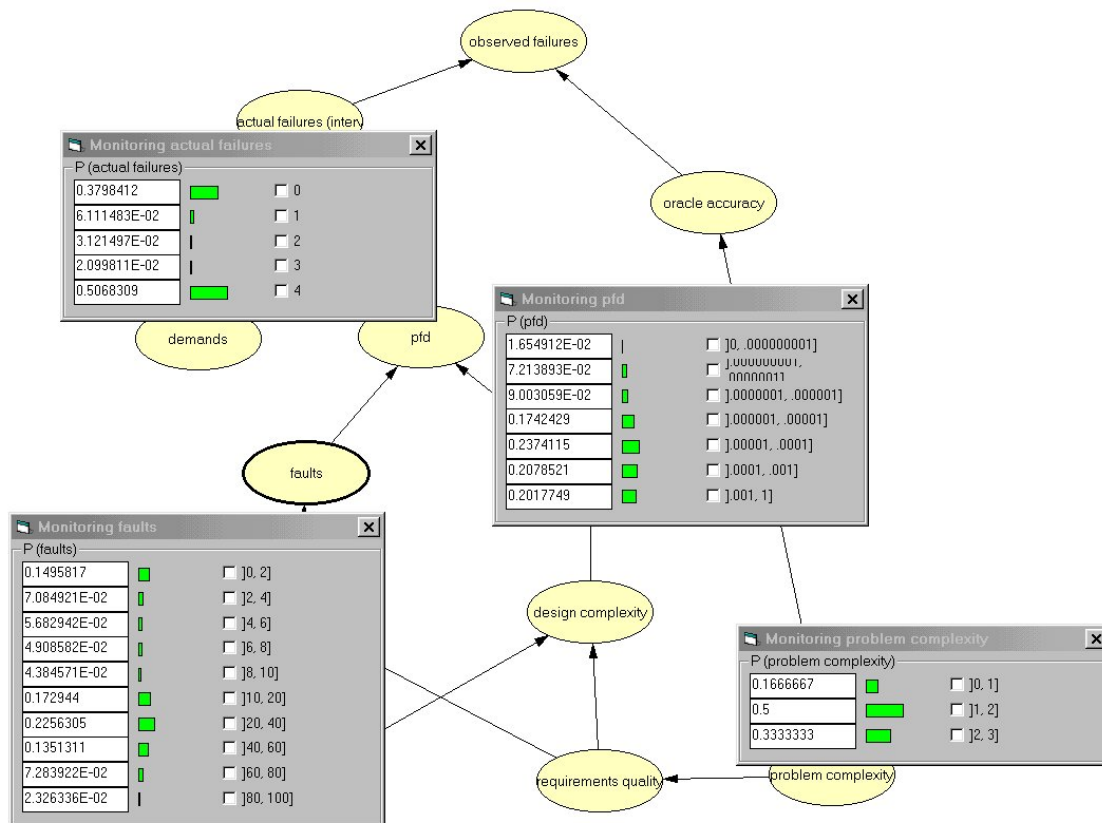 observed failures
actual failures (interv
Monitoring actual failures
P (actual failures)
0.3798412 0
6.111483E-02 1
3.121497E-02 2
2.099811E-02 3
0.5068309 4
oracle accuracy
demands
pfd
Monitoring pfd
P (pfd)
1.654912E-02 ]0, .000000001]
7.213893E-02 ].000000001, .0000001]
9.003059E-02 ].0000001, .000001]
0.1742429 ].000001, .00001]
0.2374115 ].00001, .0001]
0.2078521 ].0001, .001]
0.2017749 ].001, 1]
faults
Monitoring faults
P (faults)
0.1495817 ]0, 2]
7.084921E-02 ]2, 4]
5.682942E-02 ]4, 6]
4.908582E-02 ]6, 8]
4.384571E-02 ]8, 10]
0.172944 ]10, 20]
0.2256305 ]20, 40]
0.1351311 ]40, 60]
7.283922E-02 ]60, 80]
2.326336E-02 ]80, 100]
design complexity
Monitoring problem complexity
P (problem complexity)
0.1666667 ]0, 1]
0.5 ]1, 2]
0.3333333 ]2, 3]
requirements quality
problem complexity